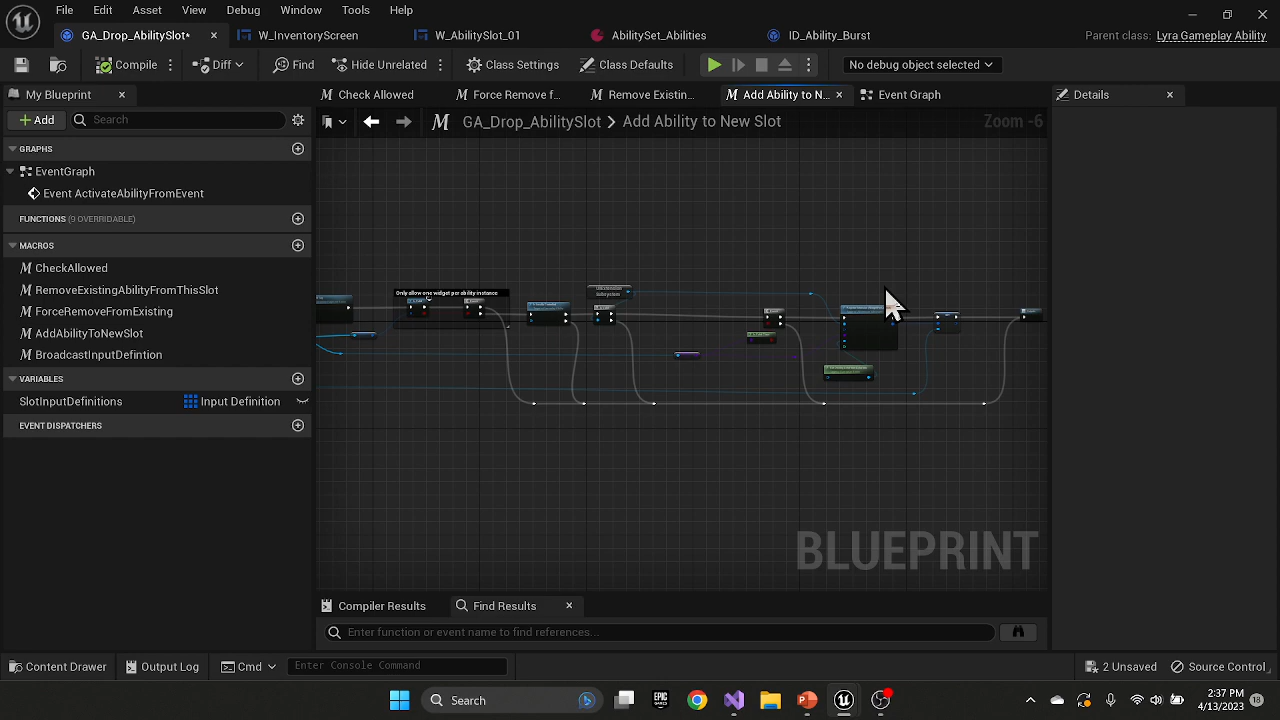 File Edit Asset View Debug Window Tools Help
GA_Drop_AbilitySlot*
W_InventoryScreen
W_AbilitySlot_01
AbilitySet_Abilities
ID_Ability_Burst
Parent class: Lyra Gameplay Ability
Compile
Diff
Find
Hide Unrelated
Class Settings
Class Defaults
No debug object selected
My Blueprint
Check Allowed
Force Remove f...
Remove Existin...
Add Ability to N...
Event Graph
Details
Add
Search
GA_Drop_AbilitySlot > Add Ability to New Slot
Zoom -6
GRAPHS
EventGraph
Event ActivateAbilityFromEvent
FUNCTIONS (9 OVERRIDABLE)
MACROS
CheckAllowed
RemoveExistingAbilityFromThisSlot
AddAbilityToNewSlot
BroadcastInputDefinition
VARIABLES
SlotInputDefinitions
Input Definition
EVENT DISPATCHERS
Only allow one widget per ability instance
BLUEPRINT
Compiler Results
Find Results
Enter function or event name to find references...
Content Drawer
Output Log
Cmd
Enter Console Command
2 Unsaved
Source Control
Search
EPIC GAMES
2:37 PM
4/13/2023
18